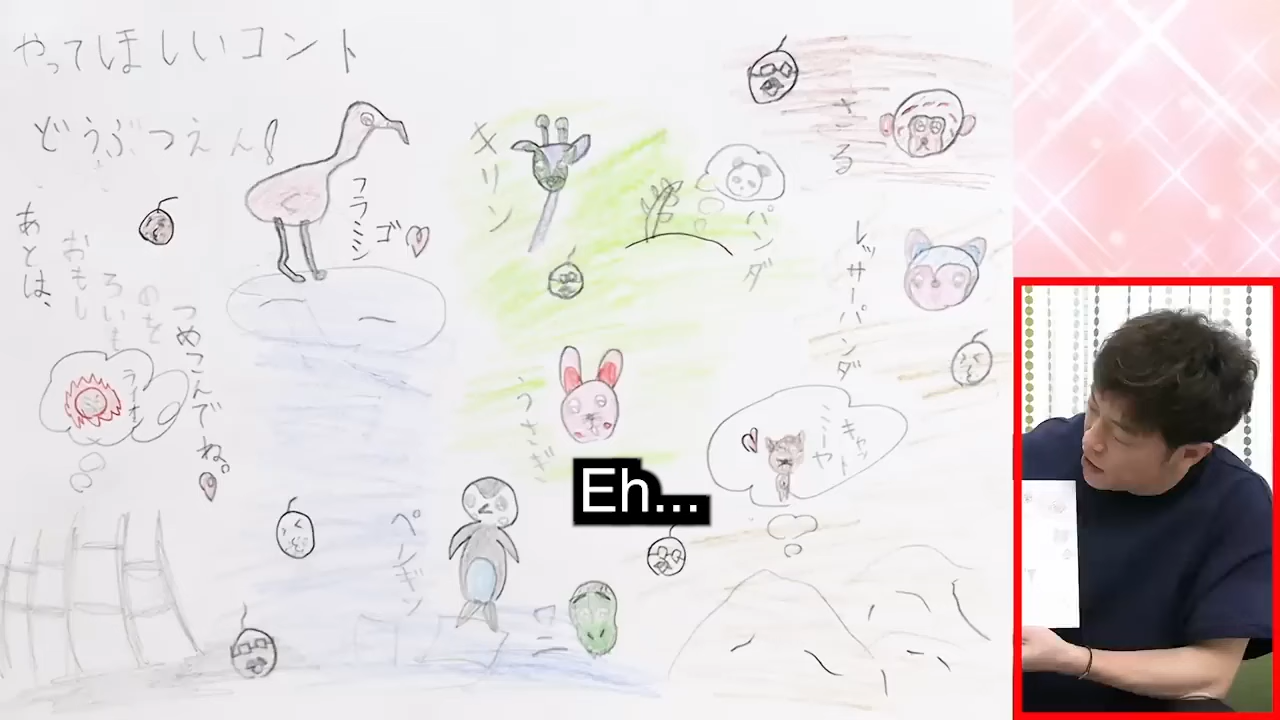 やってほしいコント
どうぶつえん!
あとは、
おもし
ろいも
のを
つめこんでね。
ライオン
フラミン
ゴ
キリン
パンダ
さる
レッサーパンダ
うさぎ
キャット
ミーヤ
ペンギン
Eh...